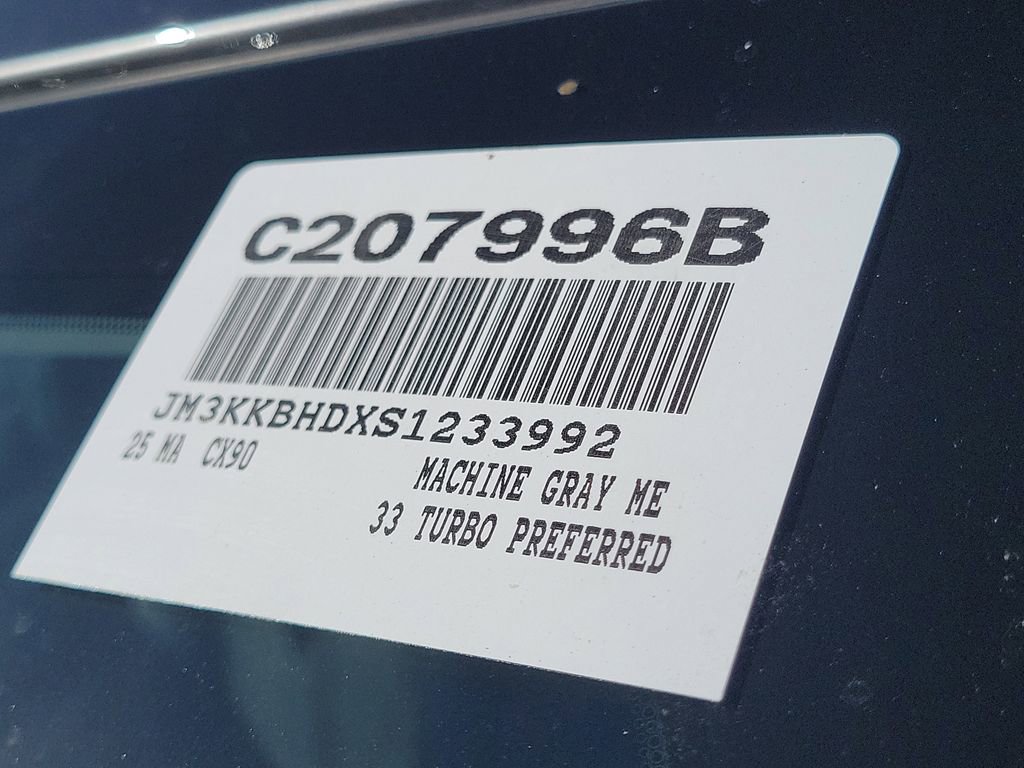 C207996B
JM3KKBHDXS1233992
25 MA CX90
MACHINE GRAY ME
33 TURBO PREFERRED